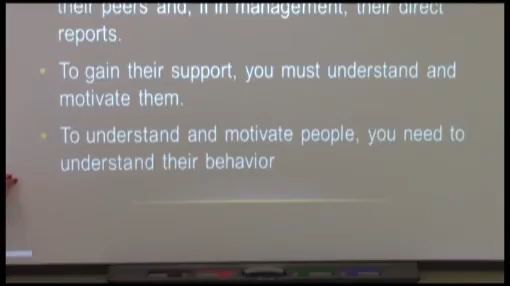 their peers and, if in management, their direct
reports.
• To gain their support, you must understand and
motivate them.
• To understand and motivate people, you need to
understand their behavior